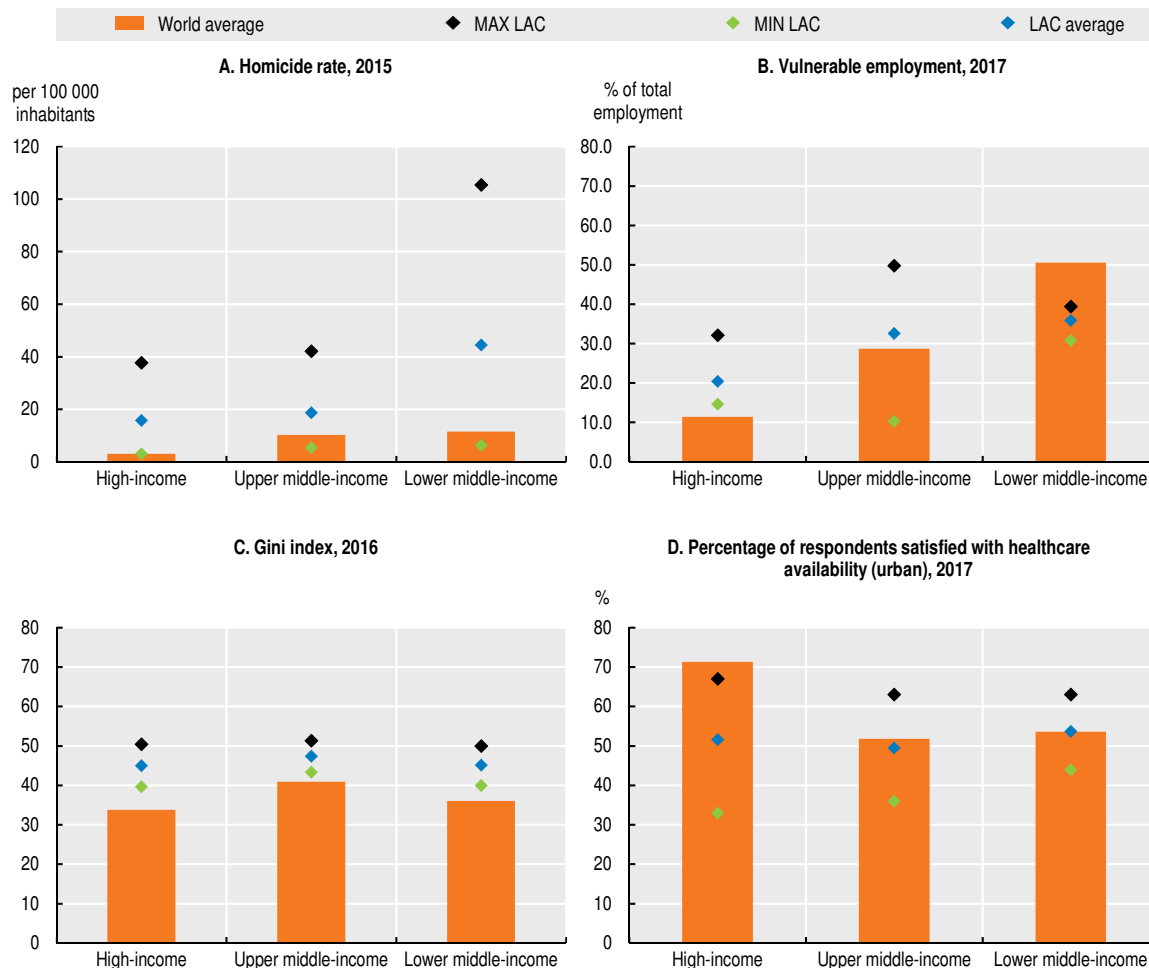 World average MAX LAC MIN LAC LAC average
A. Homicide rate, 2015
per 100 000
inhabitants
120
100
80
60
40
20
0
High-income Upper middle-income Lower middle-income
B. Vulnerable employment, 2017
% of total
employment
80.0
70.0
60.0
50.0
40.0
30.0
20.0
10.0
0.0
High-income Upper middle-income Lower middle-income
C. Gini index, 2016
80
70
60
50
40
30
20
10
0
High-income Upper middle-income Lower middle-income
D. Percentage of respondents satisfied with healthcare
availability (urban), 2017
%
80
70
60
50
40
30
20
10
0
High-income Upper middle-income Lower middle-income